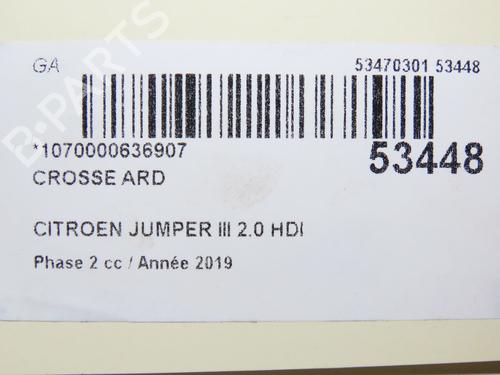 GA
53470301 53448
*1070000636907
53448
CROSSE ARD
CITROEN JUMPER III 2.0 HDI
Phase 2 cc / Année 2019
B-PARTS